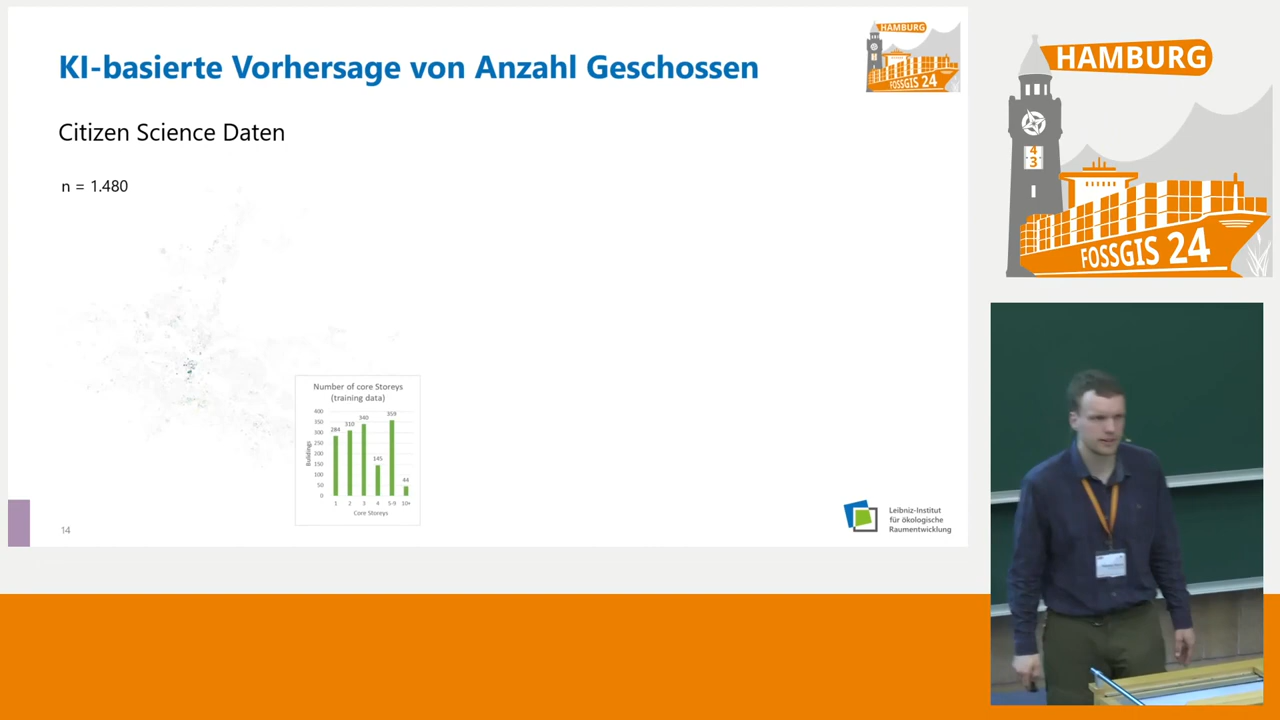 KI-basierte Vorhersage von Anzahl Geschossen
HAMBURG
FOSSGIS 24
Citizen Science Daten
n = 1.480
Number of core Storeys
(training data)
400
350
300
250
200
150
100
50
0
Buildings
284
310
340
145
359
44
1 2 3 4 5-9 10+
Core Storeys
14
Leibniz-Institut
für ökologische
Raumentwicklung
HAMBURG
4
3
FOSSGIS 24